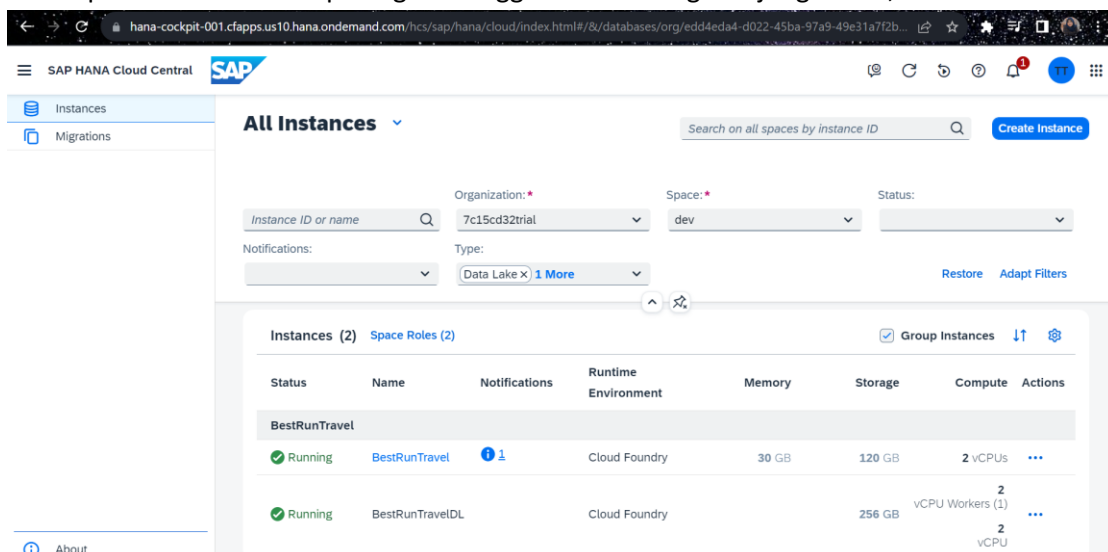 hana-cockpit-001.cfapps.us10.hana.ondemand.com/hcs/sap/hana/cloud/index.html#/&/databases/org/edd4eda4-d022-45ba-97a9-49e31a7f2b...
SAP HANA Cloud Central SAP 1 TT
Instances
Migrations
All Instances
Search on all spaces by instance ID
Create Instance
Organization:* Space:* Status:
Instance ID or name 7c15cd32trial dev
Notifications: Type:
Data Lake × 1 More
Restore Adapt Filters
Instances (2) Space Roles (2) Group Instances
Status Name Notifications Runtime Environment Memory Storage Compute Actions
BestRunTravel
Running BestRunTravel 1 Cloud Foundry 30 GB 120 GB 2 vCPUs ...
Running BestRunTravelDL Cloud Foundry 256 GB 2 vCPU Workers (1) 2 vCPU ...
About